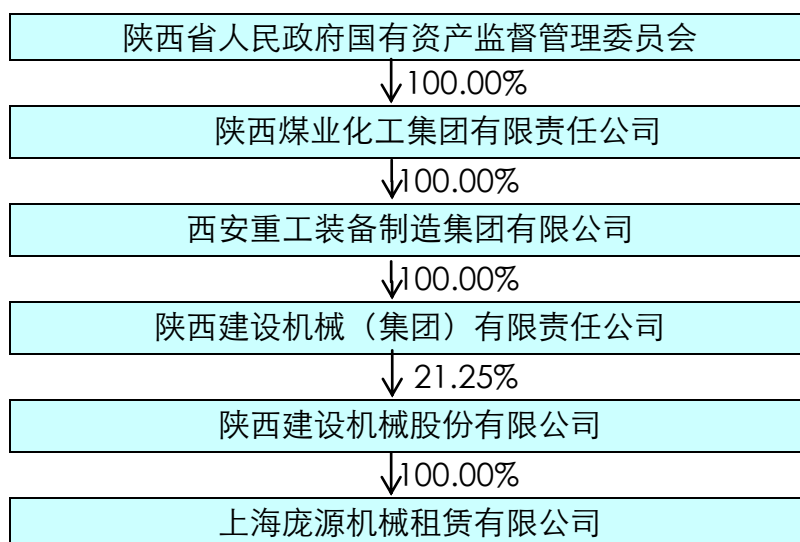 陕西省人民政府国有资产监督管理委员会
100.00%
陕西煤业化工集团有限责任公司
100.00%
西安重工装备制造集团有限公司
100.00%
陕西建设机械（集团）有限责任公司
21.25%
陕西建设机械股份有限公司
100.00%
上海庞源机械租赁有限公司